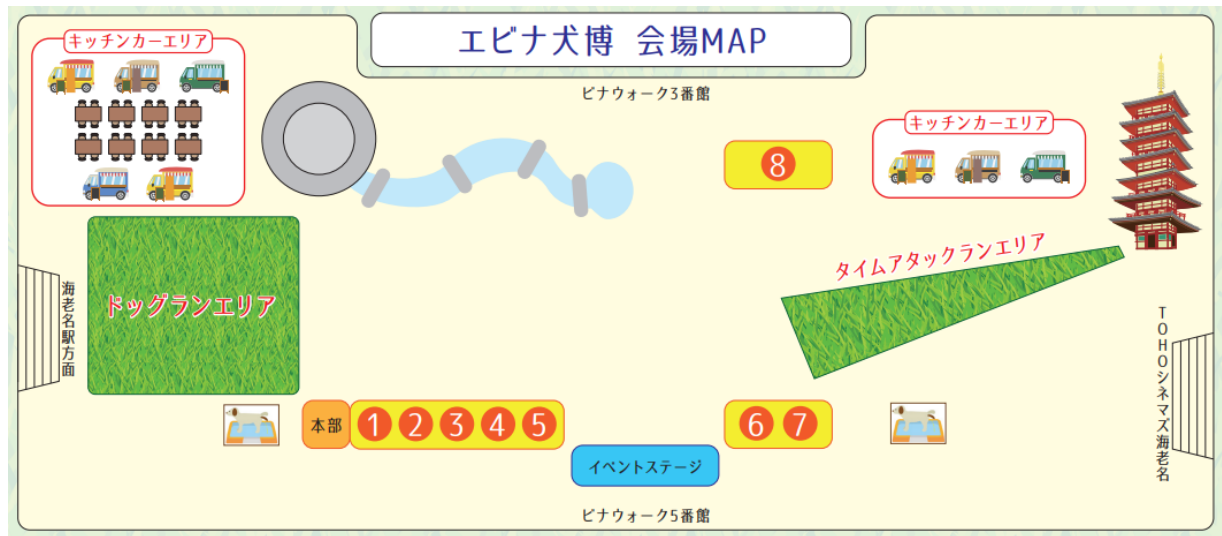 エビナ犬博 会場MAP
キッチンカーエリア
ビナウォーク3番館
キッチンカーエリア
8
タイムアタックランエリア
ドッグランエリア
海老名駅方面
TOHOシネマズ海老名
本部 1 2 3 4 5
6 7
イベントステージ
ビナウォーク5番館